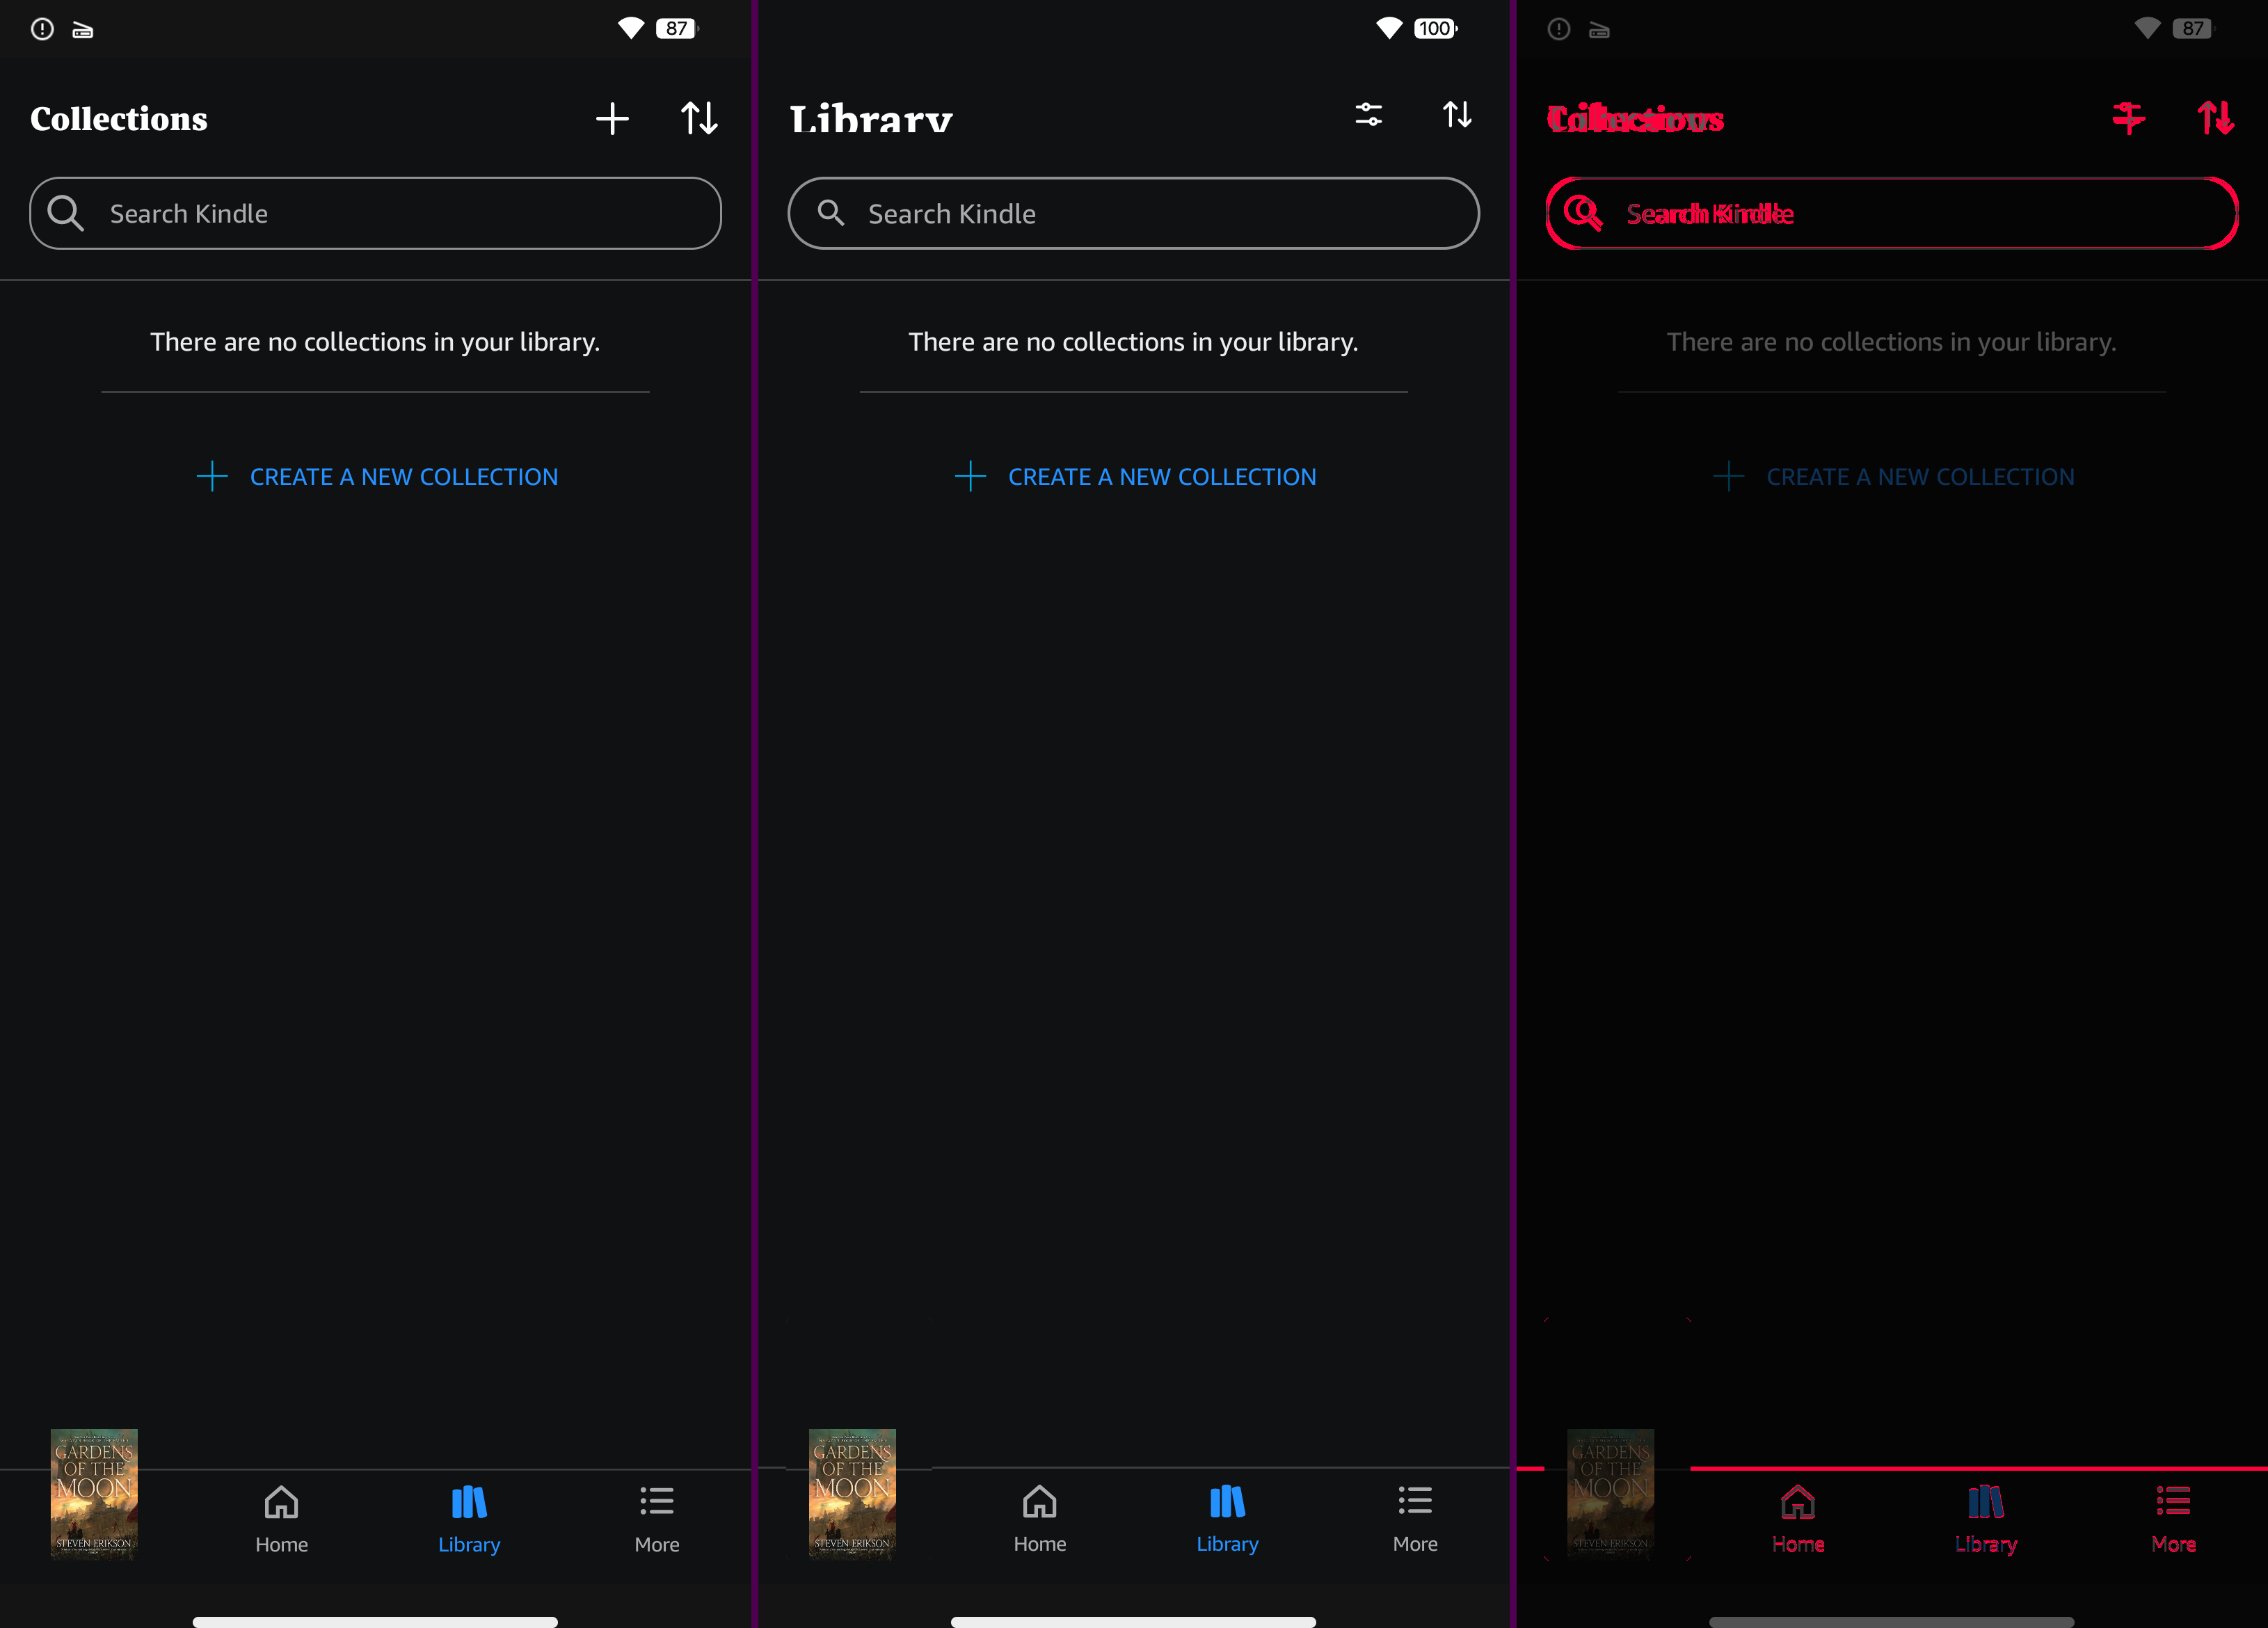 87
Collections
Search Kindle
There are no collections in your library.
CREATE A NEW COLLECTION
GARDENS
OF THE
MOON
STEVEN ERIKSON
Home
Library
More
100
Library
Search Kindle
There are no collections in your library.
CREATE A NEW COLLECTION
GARDENS
OF THE
MOON
STEVEN ERIKSON
Home
Library
More
87
Search Kindle
There are no collections in your library.
CREATE A NEW COLLECTION
GARDENS
OF THE
MOON
STEVEN ERIKSON
Home
Library
More